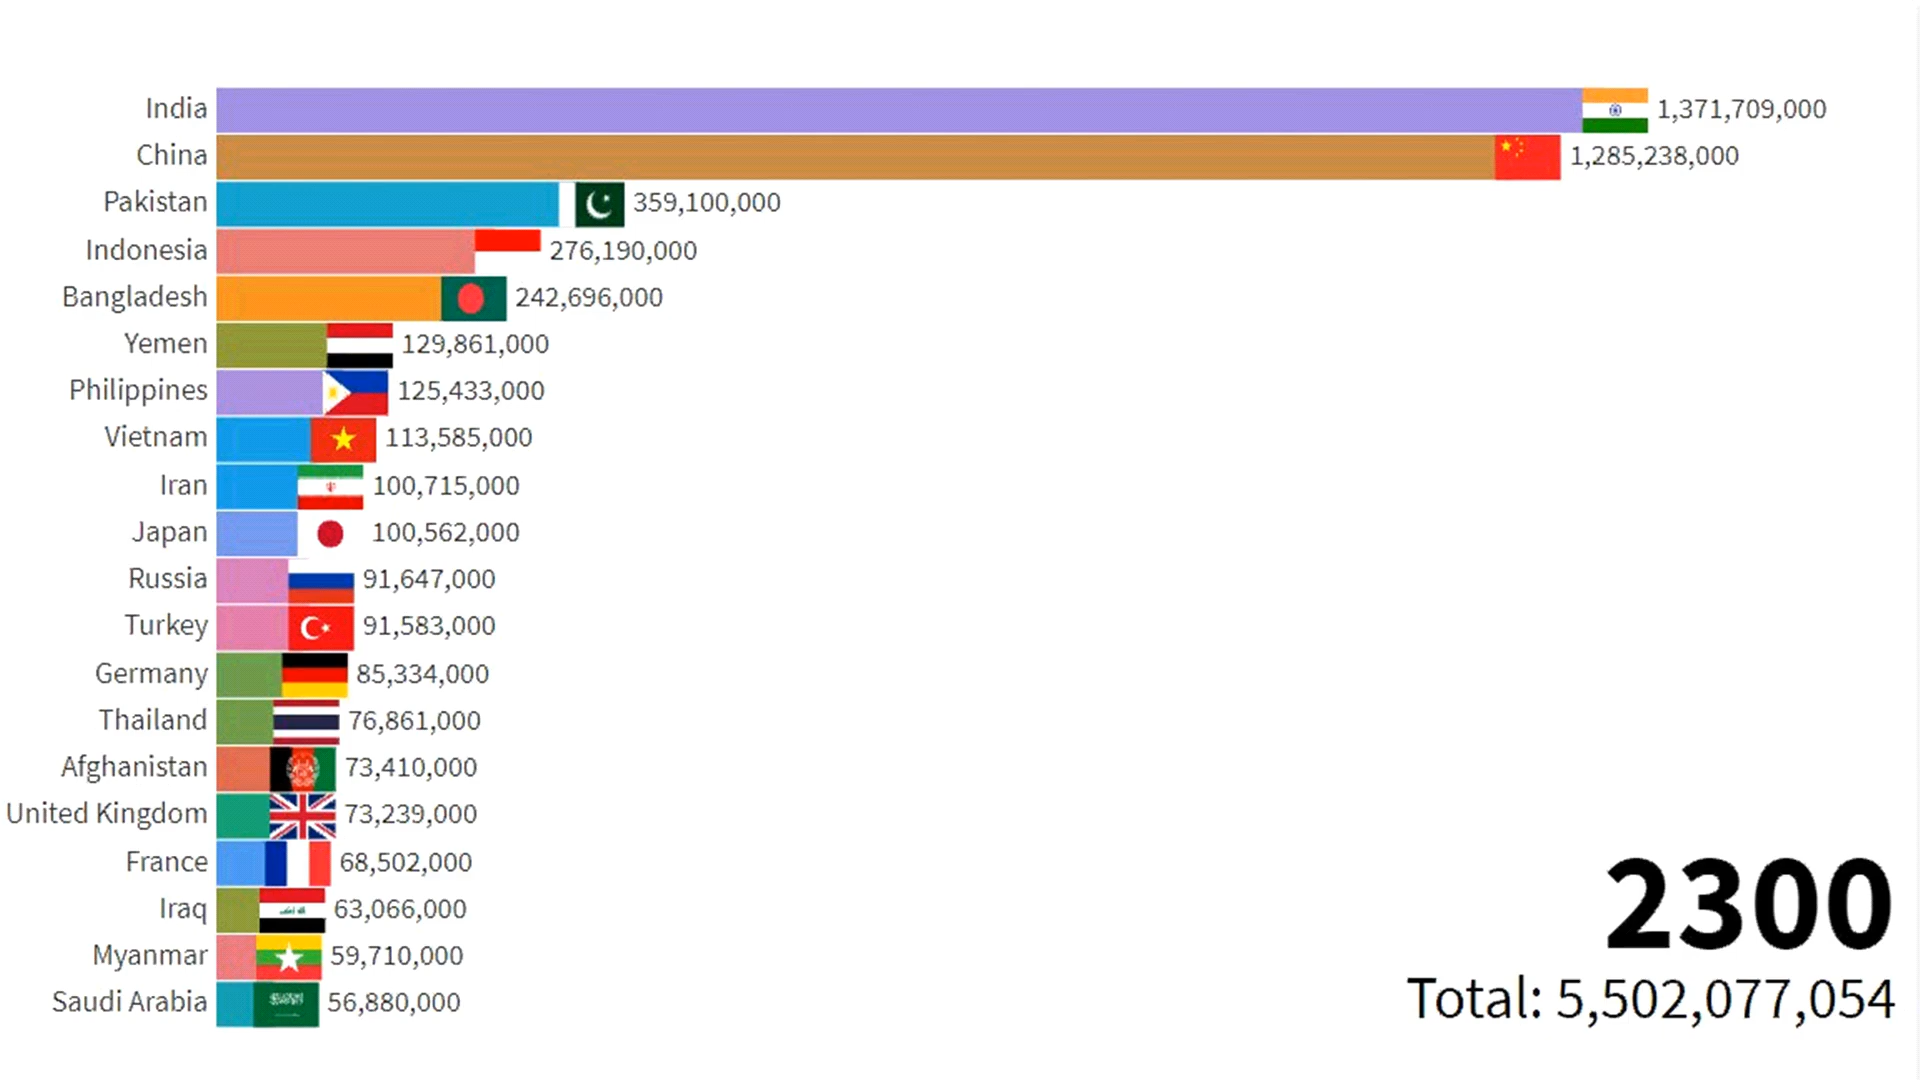 India 1,371,709,000
China 1,285,238,000
Pakistan 359,100,000
Indonesia 276,190,000
Bangladesh 242,696,000
Yemen 129,861,000
Philippines 125,433,000
Vietnam 113,585,000
Iran 100,715,000
Japan 100,562,000
Russia 91,647,000
Turkey 91,583,000
Germany 85,334,000
Thailand 76,861,000
Afghanistan 73,410,000
United Kingdom 73,239,000
France 68,502,000
Iraq 63,066,000
Myanmar 59,710,000
Saudi Arabia 56,880,000
2300
Total: 5,502,077,054